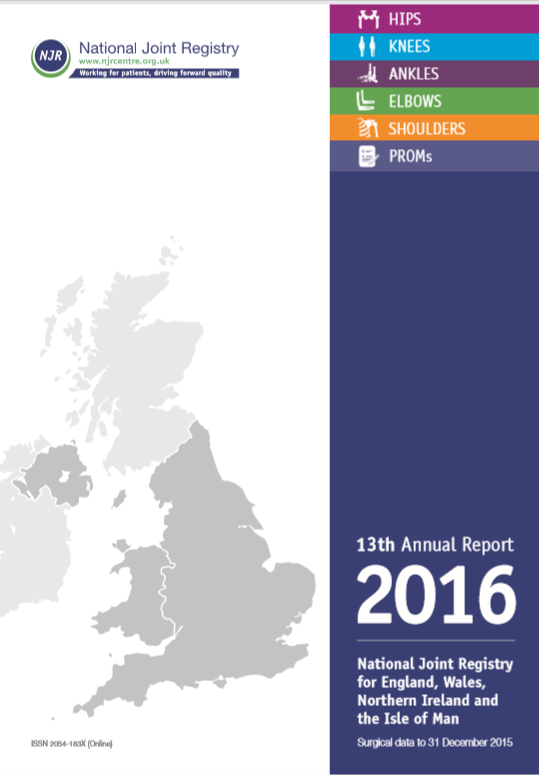 NJR
National Joint Registry
www.njrcentre.org.uk
Working for patients, driving forward quality
HIPS
KNEES
ANKLES
ELBOWS
SHOULDERS
PROMs
13th Annual Report
2016
National Joint Registry
for England, Wales,
Northern Ireland and
the Isle of Man
Surgical data to 31 December 2015
ISSN 2054-183X (Online)